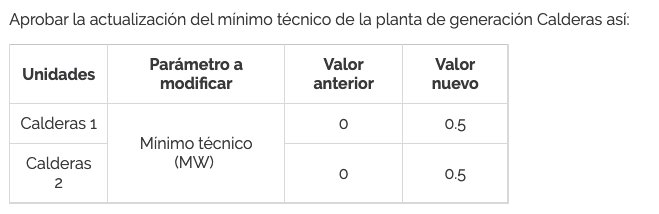 Aprobar la actualización del mínimo técnico de la planta de generación Calderas así:
Unidades
Parámetro a
modificar
Valor
anterior
Valor
nuevo
Calderas 1
Mínimo técnico
(MW)
0
0.5
Calderas
2
0
0.5